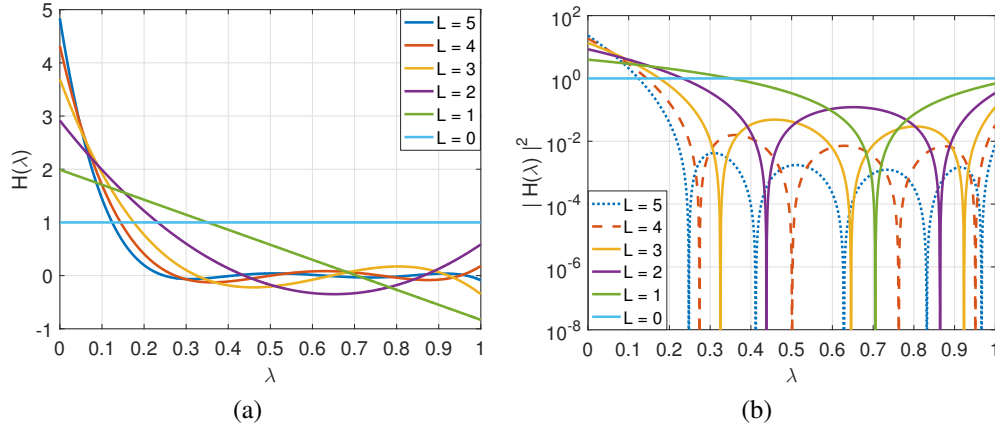 5
4
3
2
1
0
-1
H(λ)
0 0.1 0.2 0.3 0.4 0.5 0.6 0.7 0.8 0.9 1
λ
L = 5
L = 4
L = 3
L = 2
L = 1
L = 0
(a)
10^2
10^0
10^-2
10^-4
10^-6
10^-8
| H(λ) |^2
0 0.1 0.2 0.3 0.4 0.5 0.6 0.7 0.8 0.9 1
λ
L = 5
L = 4
L = 3
L = 2
L = 1
L = 0
(b)